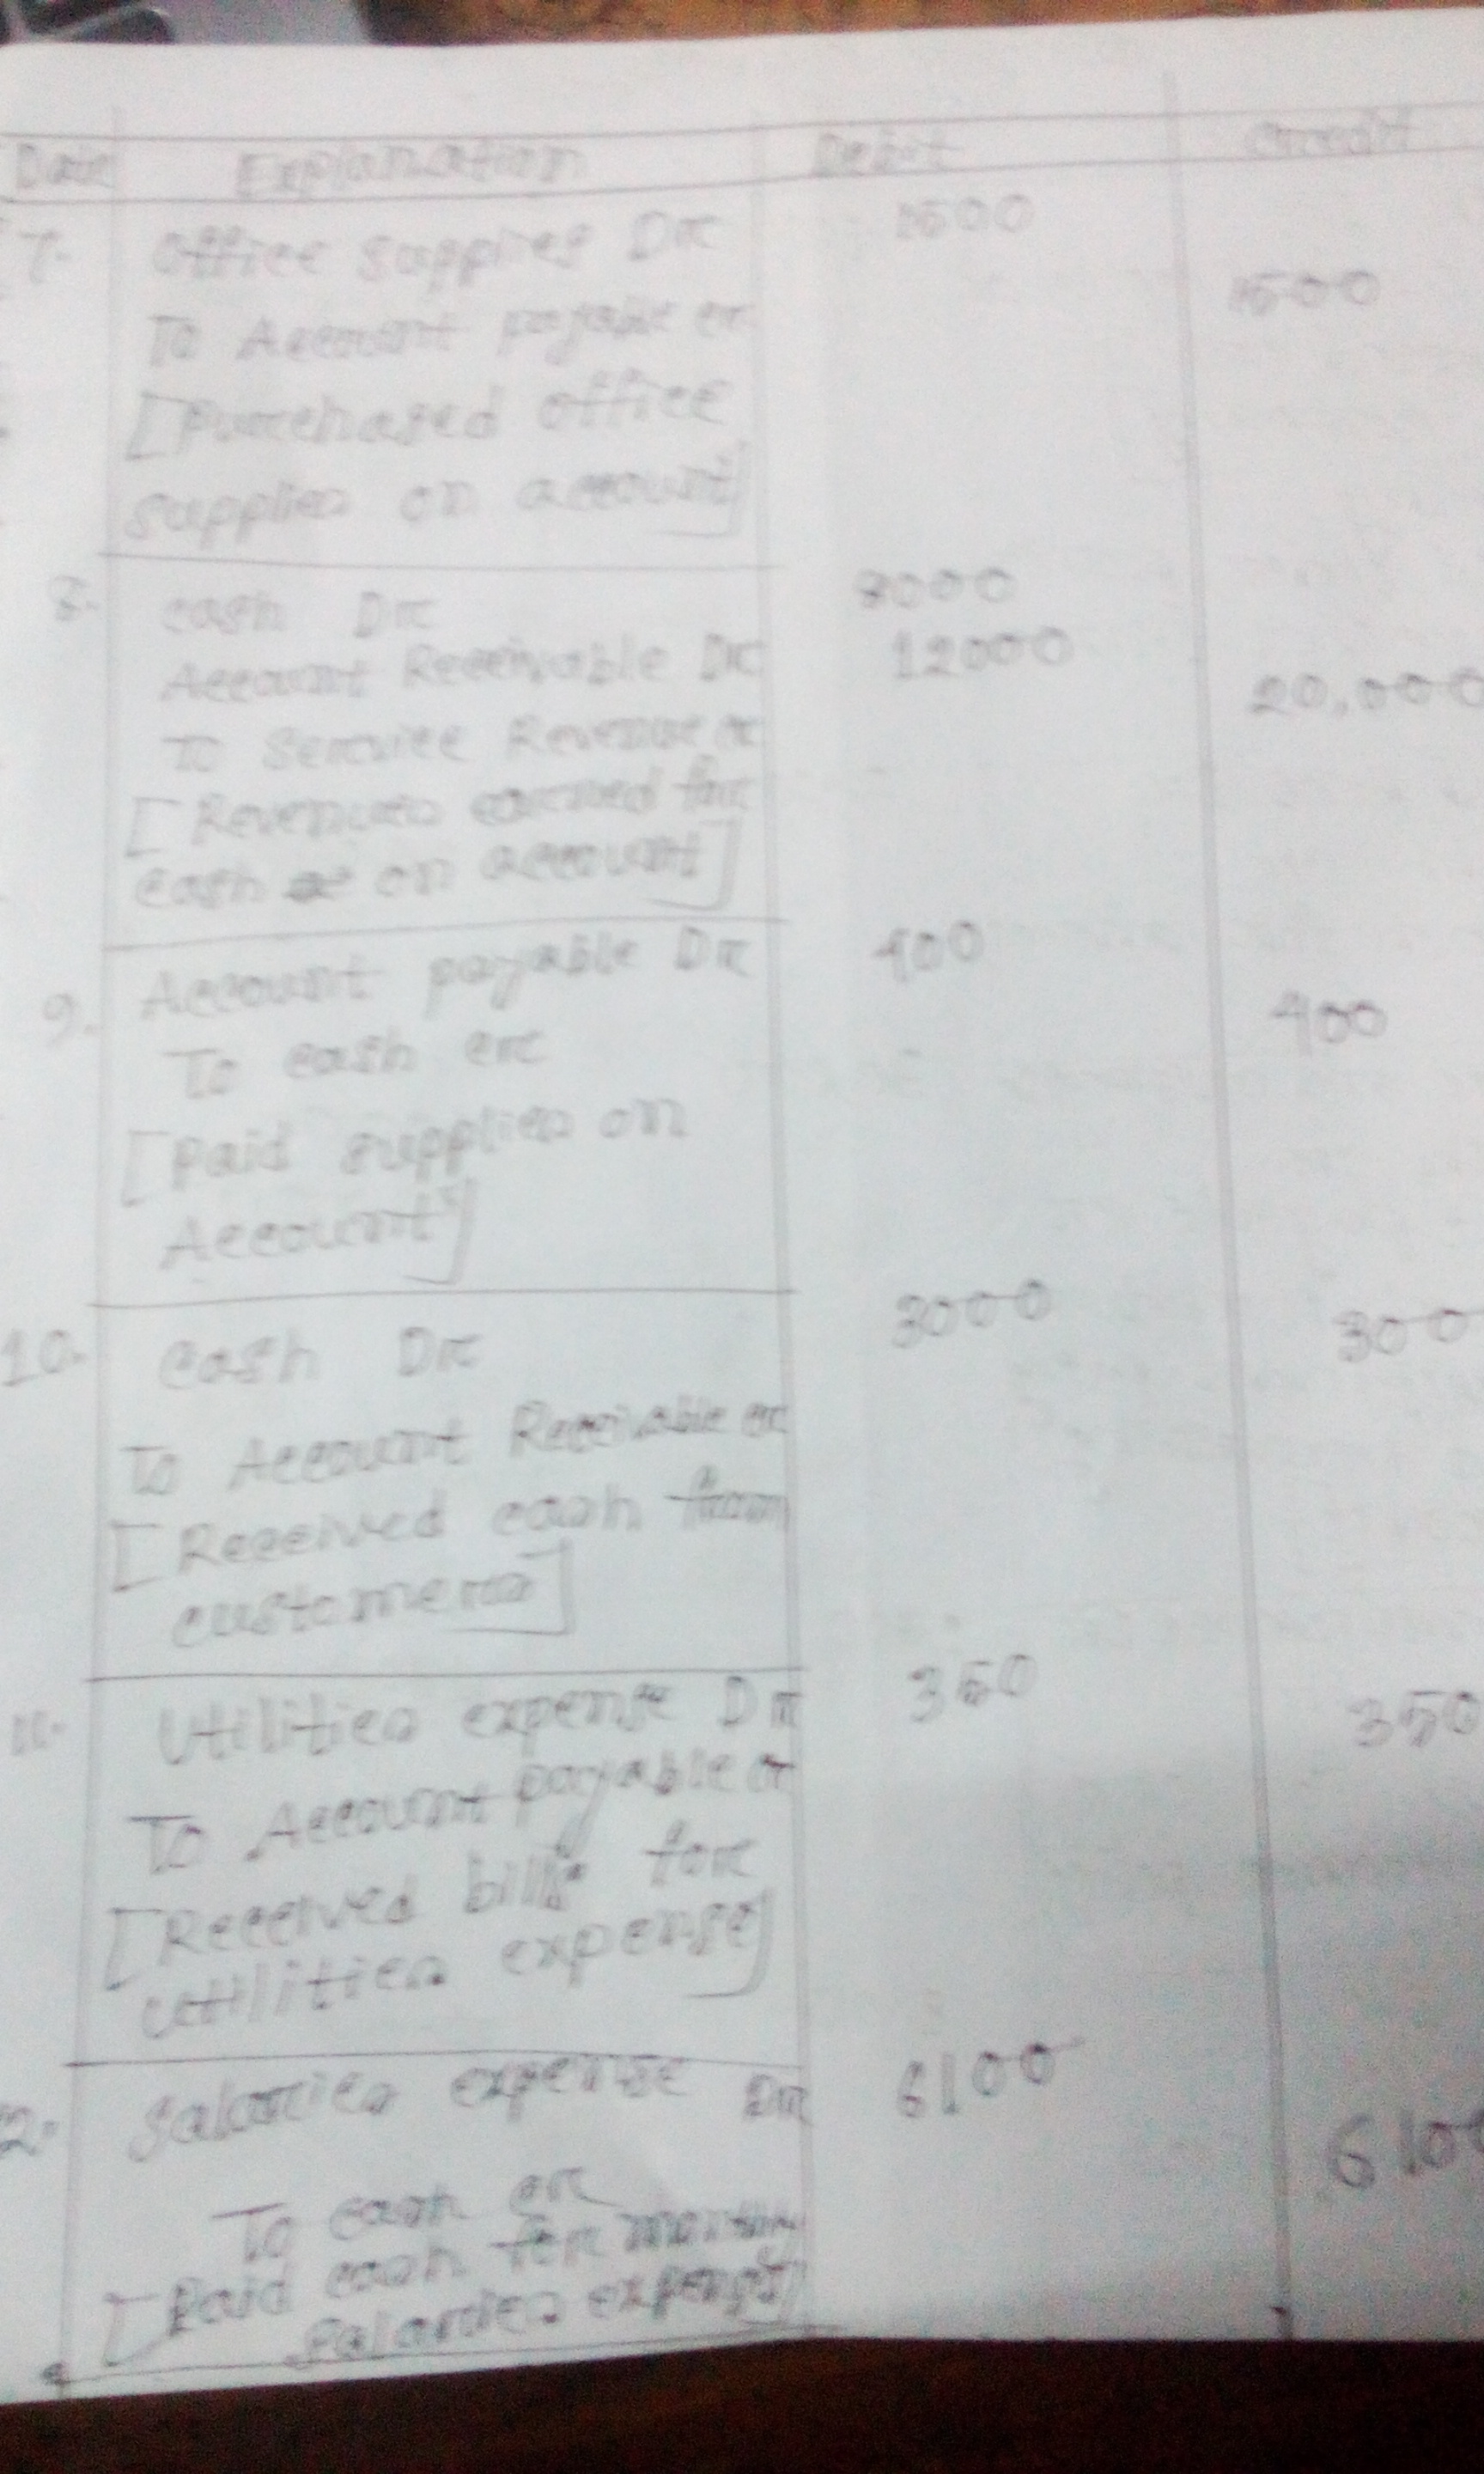 Date Explanation Debit Credit
7. Office supplies Dr 1500
To Account payable cr 1500
[Purchased office
supplies on account]
8. Cash Dr 8000
Account Receivable Dr 12000
To Service Revenue cr 20,000
[Revenues earned for
cash on account]
9. Account payable Dr 400
To cash cr 400
[Paid supplies on
Account]
10. Cash Dr 3000
To Account Receivable cr 300
[Received cash from
customers]
11. Utilities expense Dr 350
To Account payable cr 350
[Received bills for
utilities expense]
2. Salaries expense Dr 6100
To cash cr 610
[Paid cash for monthly
salaries expense]